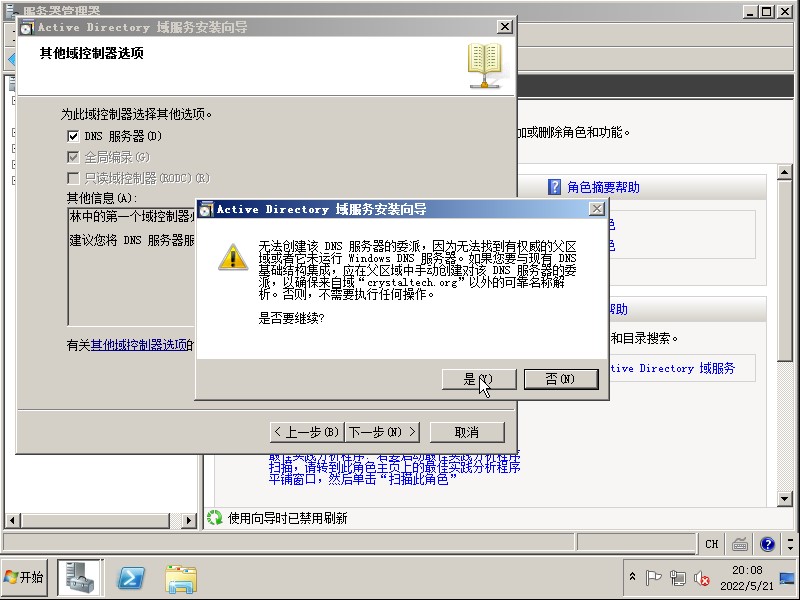 服务器管理器
Active Directory 域服务安装向导
其他域控制器选项
为此域控制器选择其他选项。
DNS 服务器(D)
全局编录(G)
只读域控制器(RODC)(R)
其他信息(A):
林中的第一个域控制器
建议您将 DNS 服务器服
有关其他域控制器选项的
< 上一步(B)
下一步(N) >
取消
Active Directory 域服务安装向导
无法创建该 DNS 服务器的委派，因为无法找到有权威的父区
域或者它未运行 Windows DNS 服务器。如果您要与现有 DNS
基础结构集成，应在父区域中手动创建对该 DNS 服务器的委
派，以确保来自域“crystaltech.org”以外的可靠名称解
析。否则，不需要执行任何操作。
是否要继续?
是(Y)
否(N)
加或删除角色和功能。
角色摘要帮助
色
色
帮助
和目录搜索。
tive Directory 域服务
最佳实践分析程序: 若要启动最佳实践分析程序
扫描，请转到此角色主页上的最佳实践分析程序
平铺窗口，然后单击“扫描此角色”
使用向导时已禁用刷新
CH
开始
20:08
2022/5/21